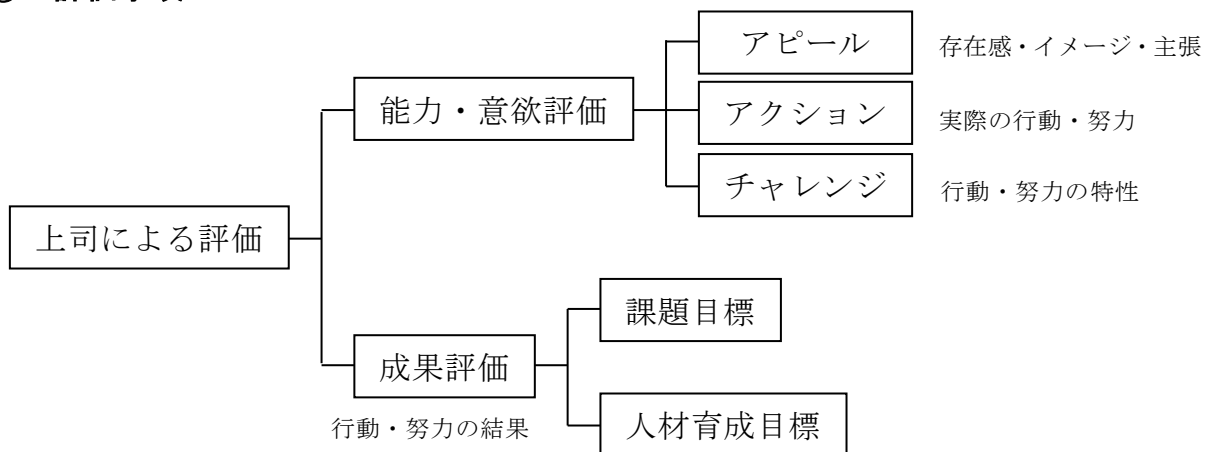 アピール 存在感・イメージ・主張
能力・意欲評価
アクション 実際の行動・努力
チャレンジ 行動・努力の特性
上司による評価
課題目標
成果評価
行動・努力の結果
人材育成目標